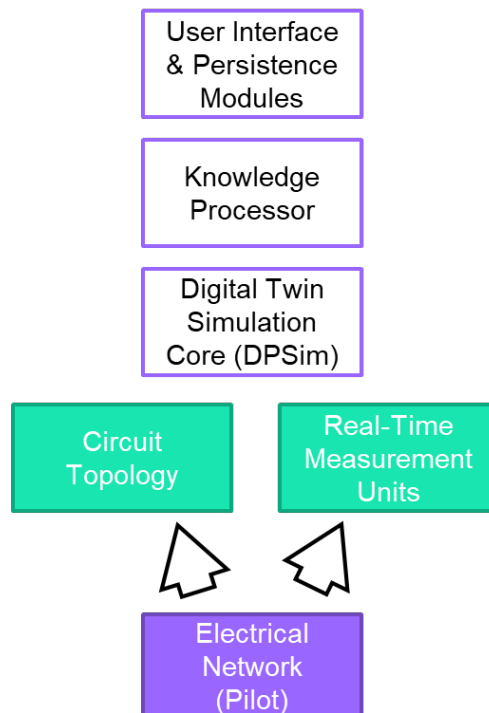 User Interface
& Persistence
Modules
Knowledge
Processor
Digital Twin
Simulation
Core (DPSim)
Circuit
Topology
Real-Time
Measurement
Units
Electrical
Network
(Pilot)